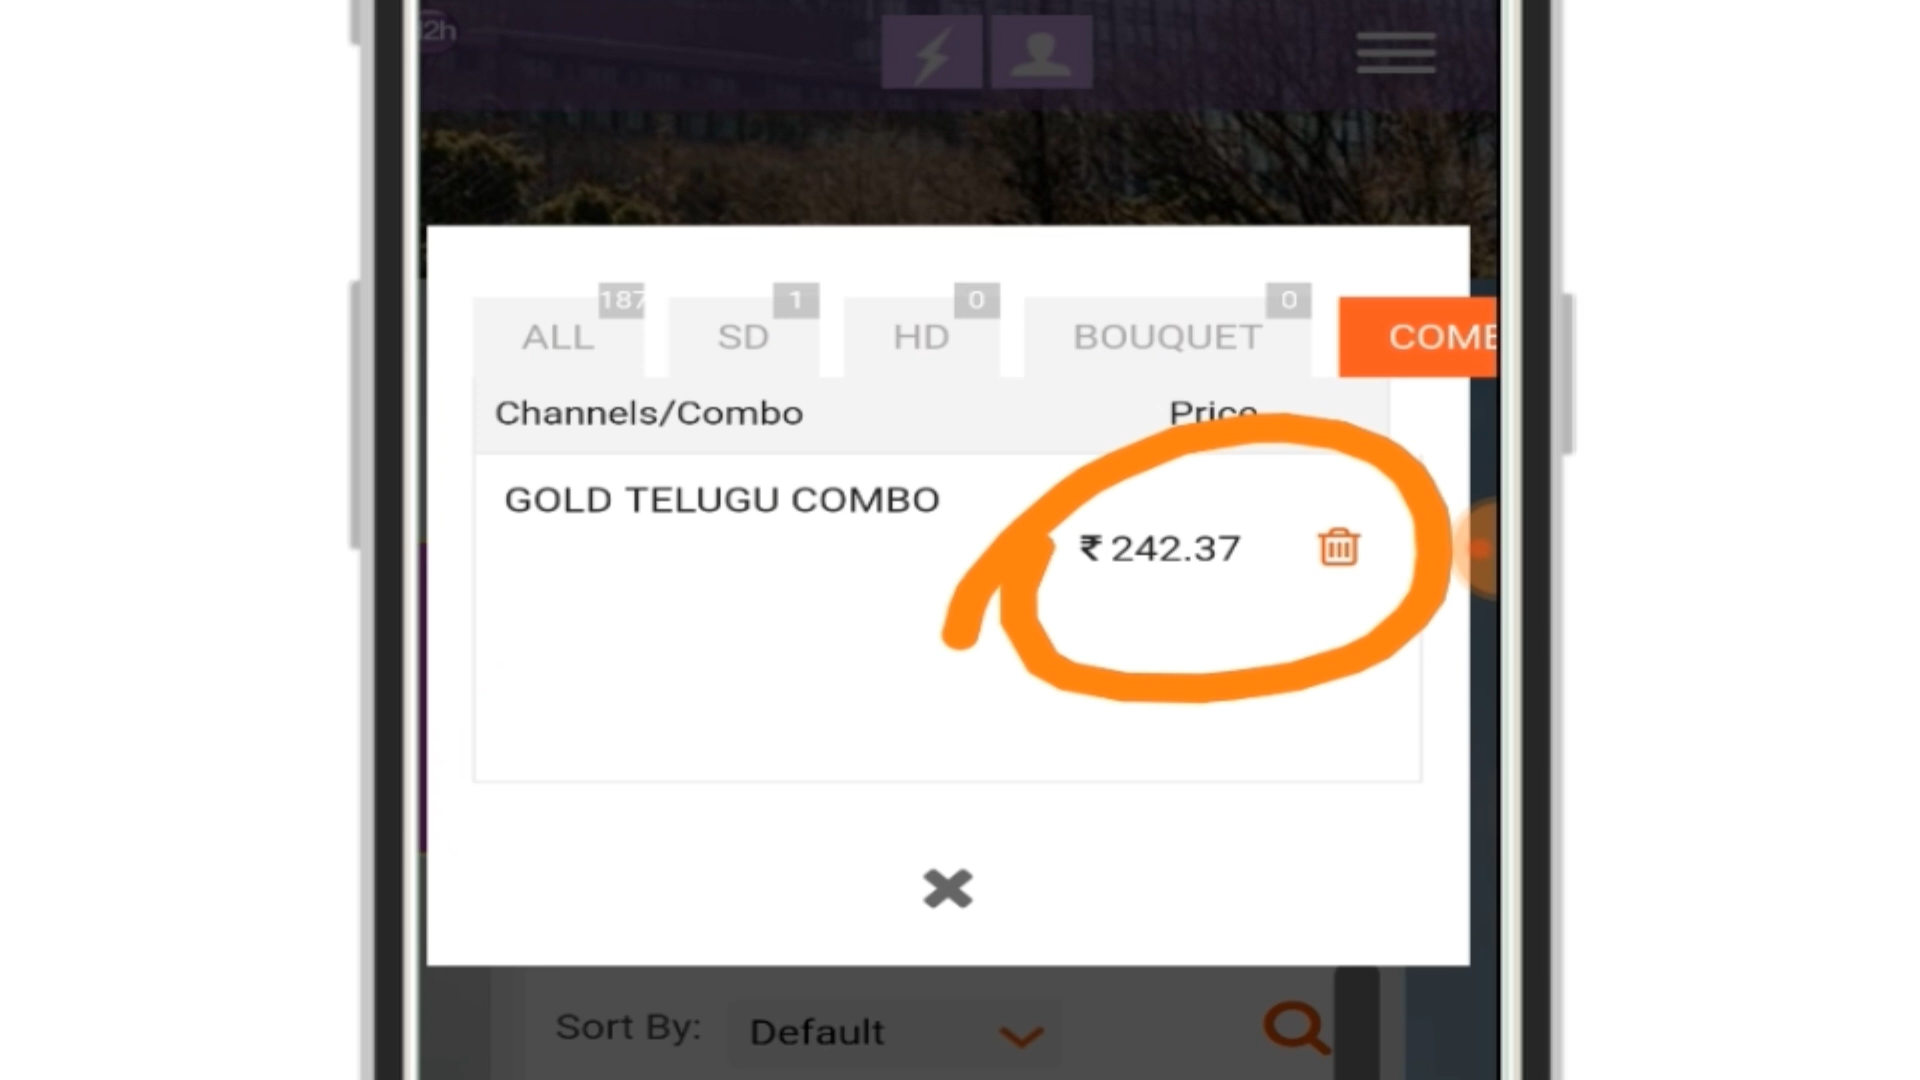 12h
187
1
0
0
ALL
SD
HD
BOUQUET
COMB
Channels/Combo
Price
GOLD TELUGU COMBO
₹ 242.37
Sort By:
Default